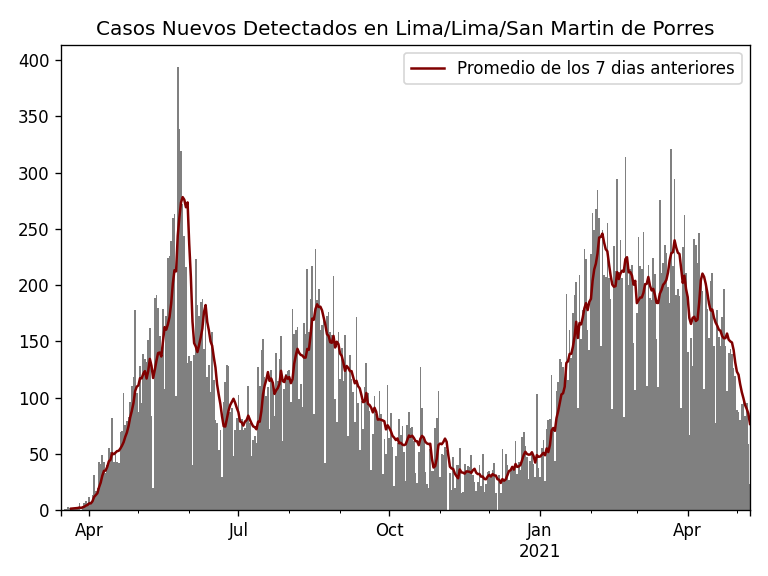 Casos Nuevos Detectados en Lima/Lima/San Martin de Porres
Promedio de los 7 dias anteriores
400
350
300
250
200
150
100
50
0
Apr
Jul
Oct
Jan
2021
Apr